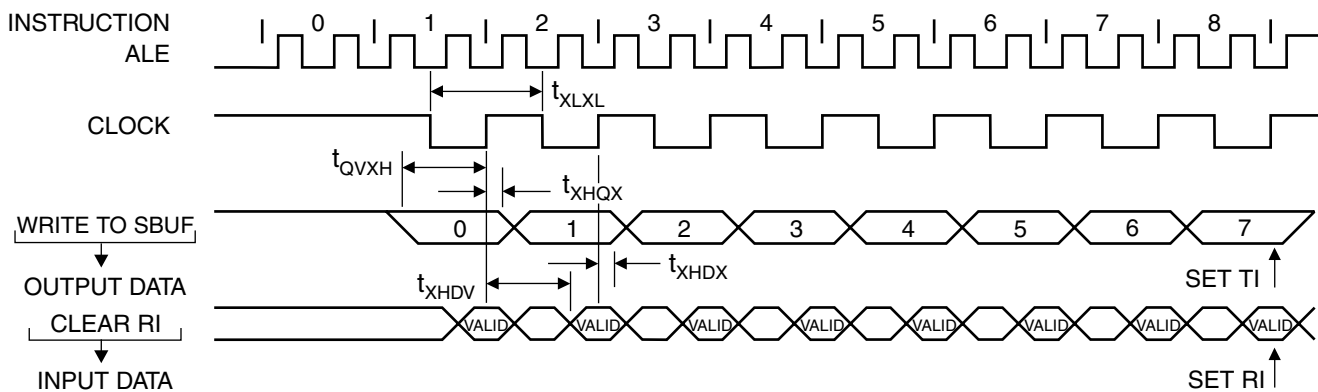 INSTRUCTION 0 1 2 3 4 5 6 7 8
ALE
tXLXL
CLOCK
tQVXH
tXHQX
WRITE TO SBUF 0 1 2 3 4 5 6 7
tXHDX
tXHDV
SET TI
OUTPUT DATA
CLEAR RI VALID VALID VALID VALID VALID VALID VALID VALID
SET RI
INPUT DATA